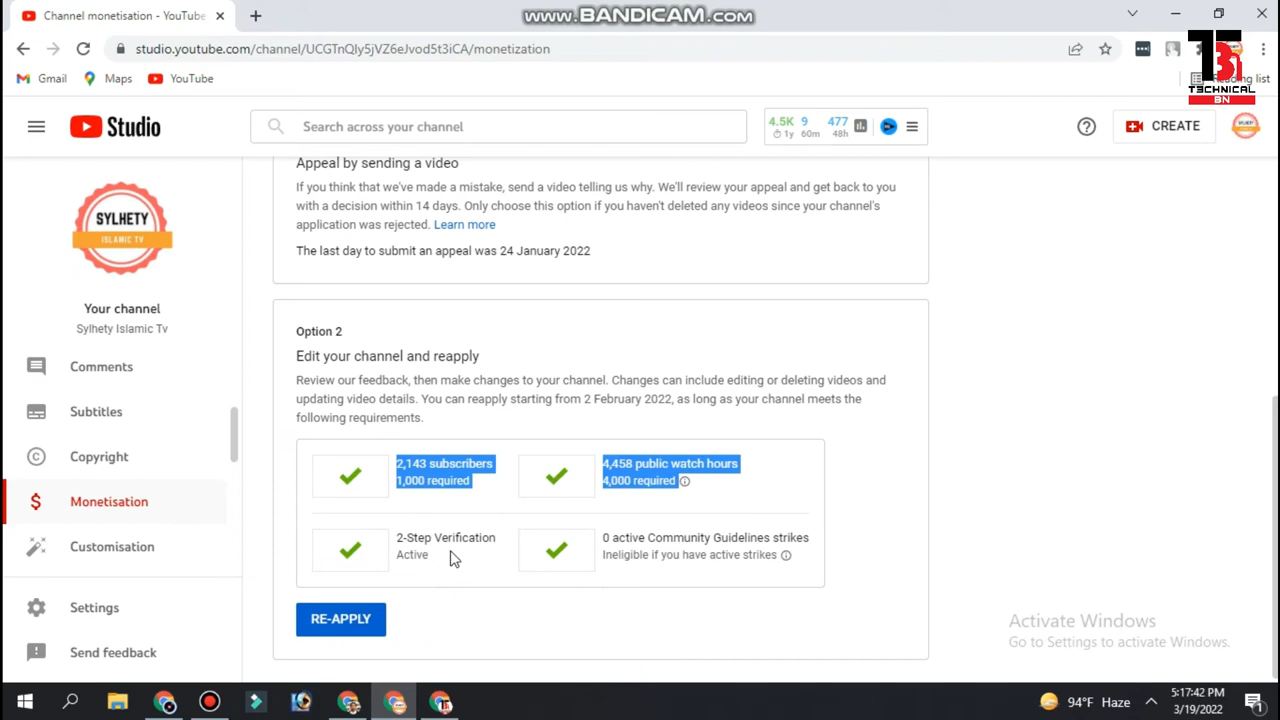 Channel monetisation - YouTube
www.BANDICAM.com
studio.youtube.com/channel/UCGTnQIy5jVZ6eJvod5t3iCA/monetization
Gmail
Maps
YouTube
Reading list
TECHNICAL
BN
Studio
Search across your channel
4.5K 9 477
1y 60m 48h
CREATE
SYLHETY
ISLAMIC TV
Your channel
Sylhety Islamic Tv
Comments
Subtitles
Copyright
Monetisation
Customisation
Settings
Send feedback
Appeal by sending a video
If you think that we've made a mistake, send a video telling us why. We'll review your appeal and get back to you
with a decision within 14 days. Only choose this option if you haven't deleted any videos since your channel's
application was rejected. Learn more
The last day to submit an appeal was 24 January 2022
Option 2
Edit your channel and reapply
Review our feedback, then make changes to your channel. Changes can include editing or deleting videos and
updating video details. You can reapply starting from 2 February 2022, as long as your channel meets the
following requirements.
2,143 subscribers
1,000 required
4,458 public watch hours
4,000 required
2-Step Verification
Active
0 active Community Guidelines strikes
Ineligible if you have active strikes
RE-APPLY
Activate Windows
Go to Settings to activate Windows.
94°F Haze
5:17:42 PM
3/19/2022